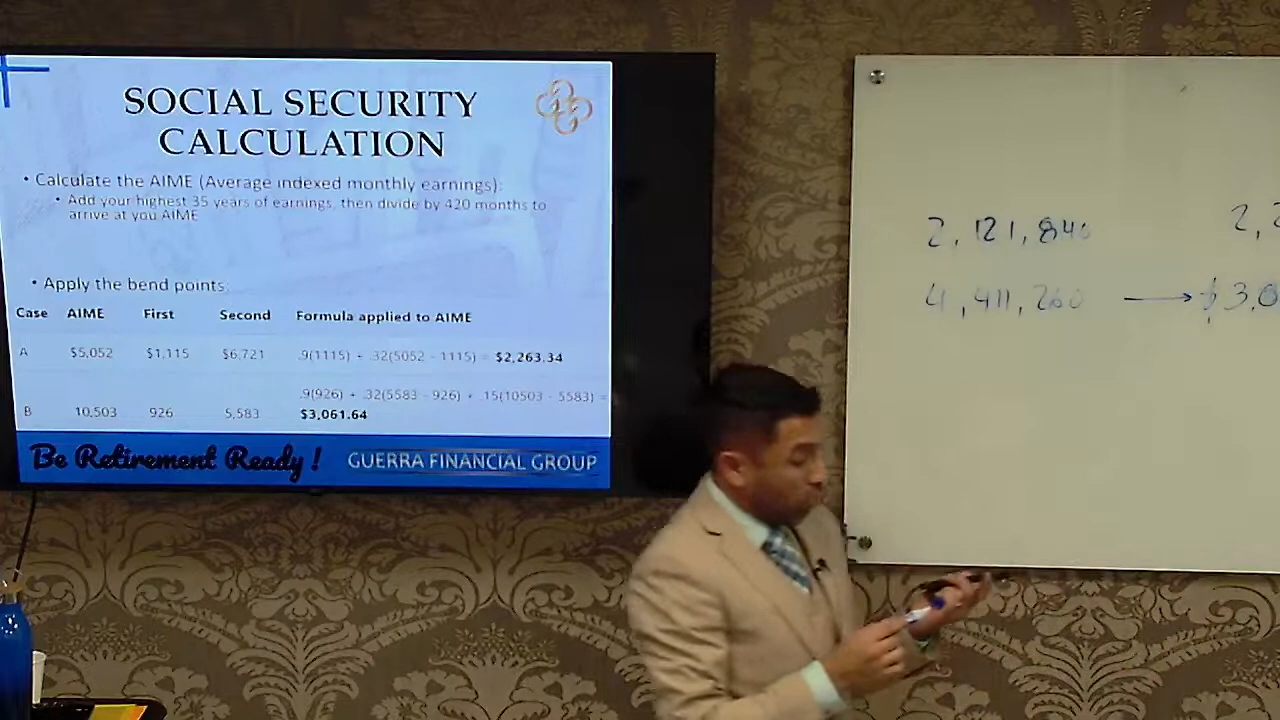 SOCIAL SECURITY
CALCULATION
• Calculate the AIME (Average indexed monthly earnings):
• Add your highest 35 years of earnings, then divide by 420 months to
arrive at you AIME
• Apply the bend points:
Case AIME First Second Formula applied to AIME
A $5,052 $1,115 $6,721 .9(1115) + .32(5052 - 1115) = $2,263.34
.9(926) + .32(5583 - 926) + .15(10503 - 5583) =
B 10,503 926 5,583 $3,061.64
Be Retirement Ready !
GUERRA FINANCIAL GROUP
2,121,840
2,2
4,411,260 → $3,0